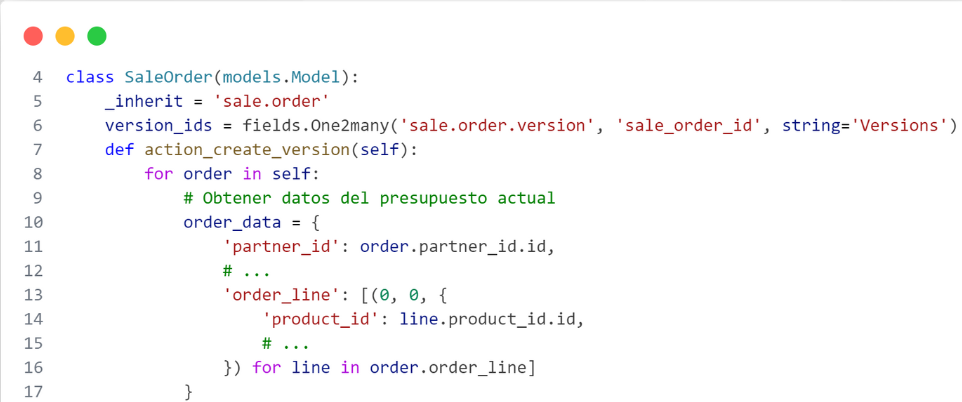 4 class SaleOrder(models.Model):
5 _inherit = 'sale.order'
6 version_ids = fields.One2many('sale.order.version', 'sale_order_id', string='Versions')
7 def action_create_version(self):
8 for order in self:
9 # Obtener datos del presupuesto actual
10 order_data = {
11 'partner_id': order.partner_id.id,
12 # ...
13 'order_line': [(0, 0, {
14 'product_id': line.product_id.id,
15 # ...
16 }) for line in order.order_line]
17 }